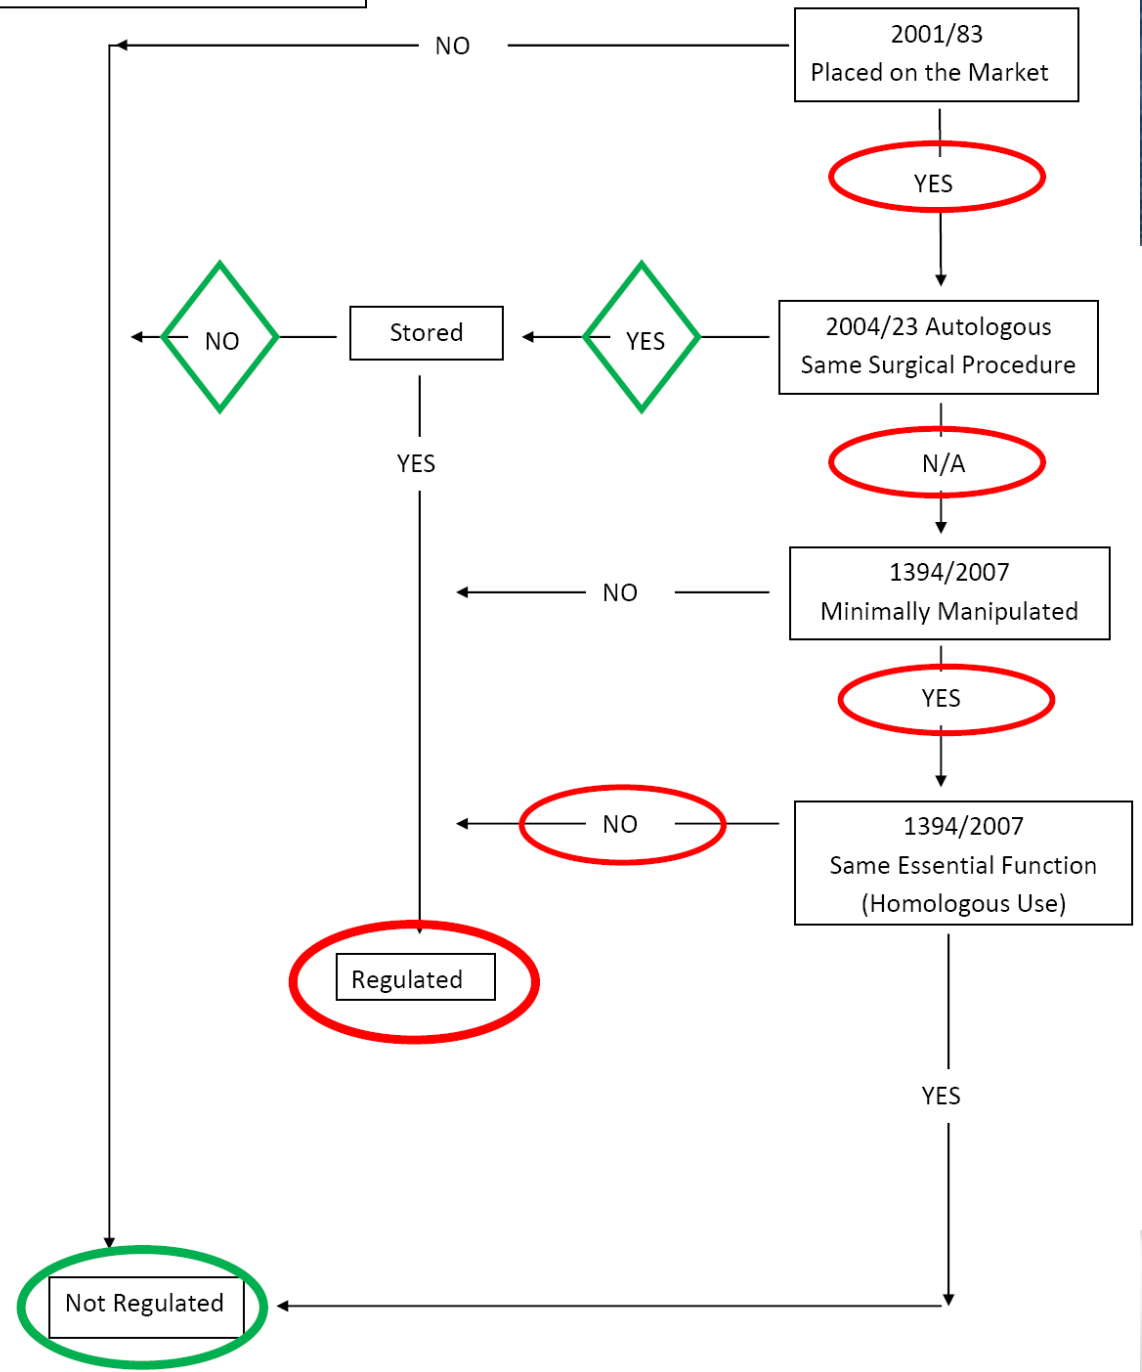 NO
2001/83
Placed on the Market
YES
NO
Stored
YES
2004/23 Autologous
Same Surgical Procedure
YES
N/A
NO
1394/2007
Minimally Manipulated
YES
NO
1394/2007
Same Essential Function
(Homologous Use)
Regulated
YES
Not Regulated